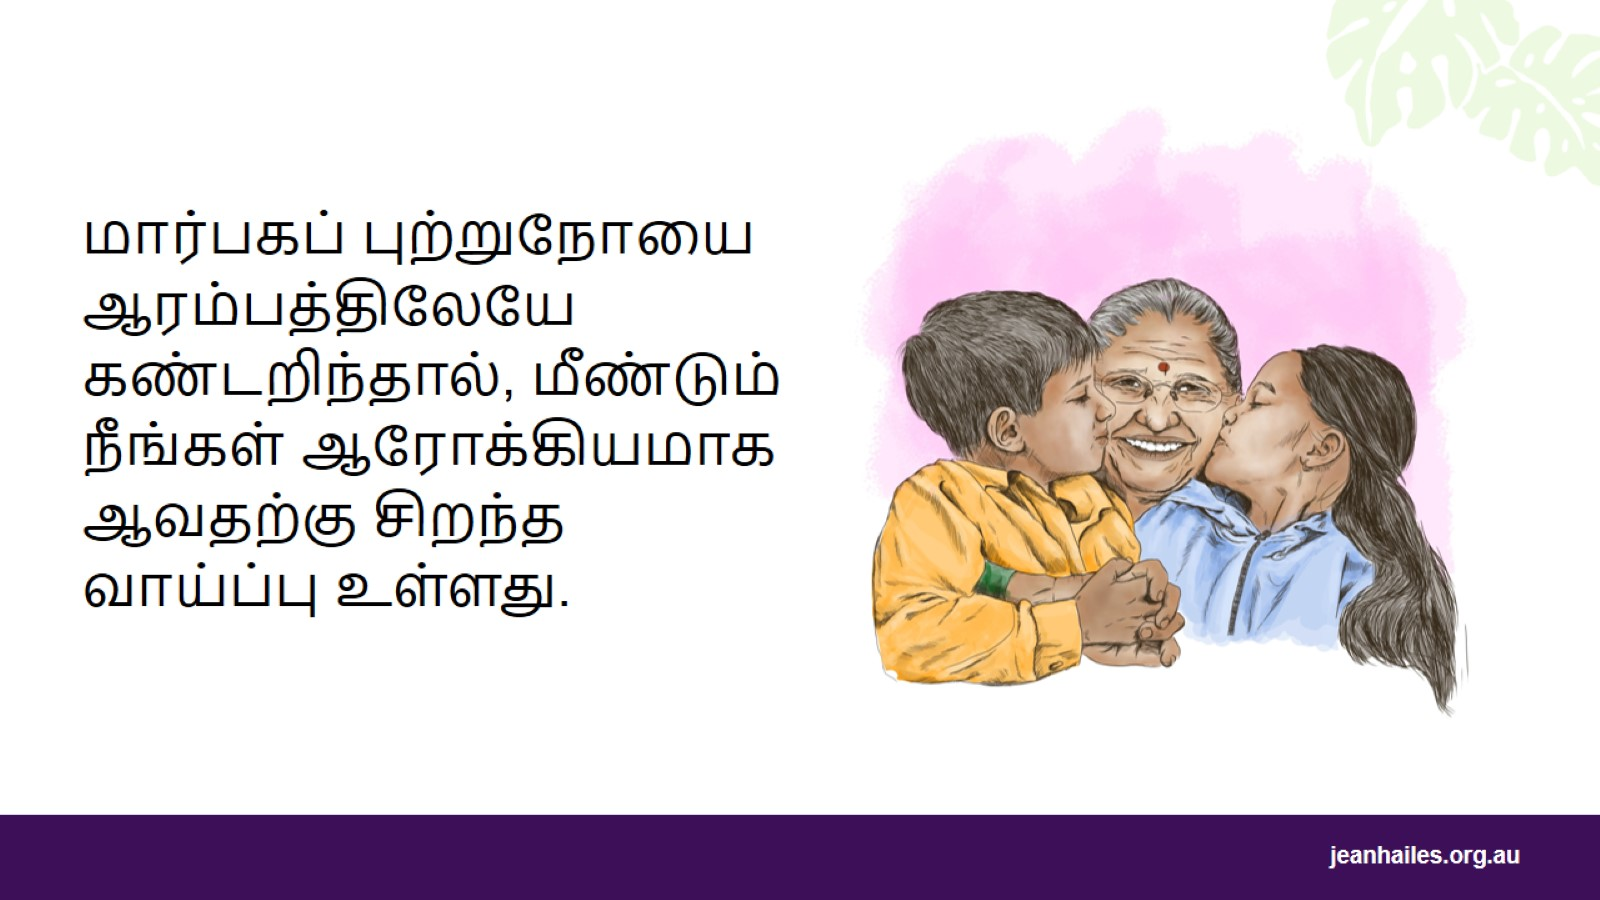 மார்பகப் புற்றுநோயை
ஆரம்பத்திலேயே
கண்டறிந்தால், மீண்டும்
நீங்கள் ஆரோக்கியமாக
ஆவதற்கு சிறந்த
வாய்ப்பு உள்ளது.
jeanhailes.org.au